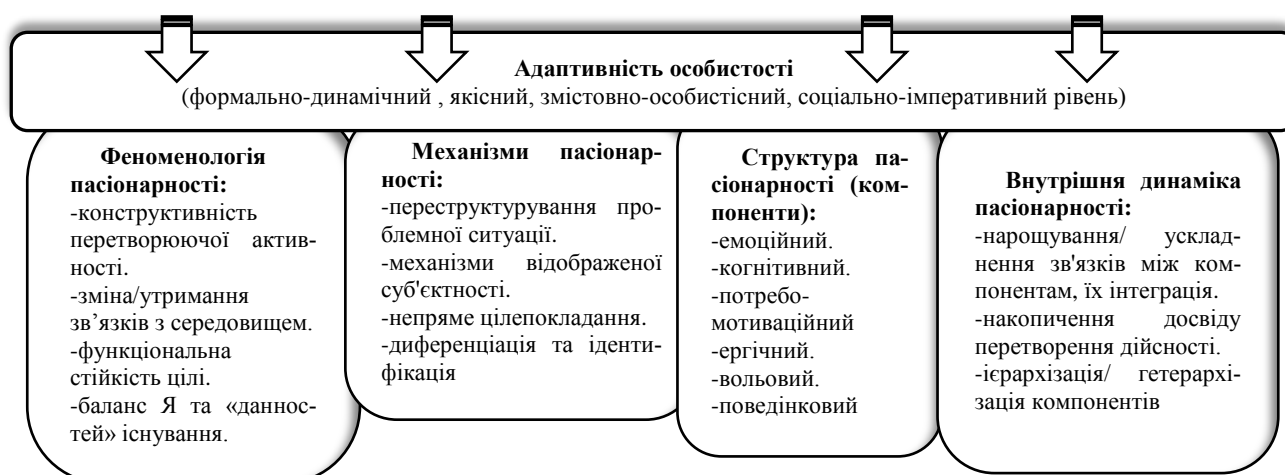 Адаптивність особистості
(формально-динамічний , якісний, змістовно-особистісний, соціально-імперативний рівень)
Феноменологія
пасіонарності:
-конструктивність
перетворюючої актив-
ності.
-зміна/утримання
зв’язків з середовищем.
-функціональна
стійкість цілі.
-баланс Я та «даннос-
тей» існування.
Механізми пасіонар-
ності:
-переструктурування про-
блемної ситуації.
-механізми відображеної
суб'єктності.
-непряме цілепокладання.
-диференціація та іденти-
фікація
Структура па-
сіонарності (ком-
поненти):
-емоційний.
-когнітивний.
-потребо-
мотиваційний
-ергічний.
-вольовий.
-поведінковий
Внутрішня динаміка
пасіонарності:
-нарощування/ усклад-
нення зв'язків між ком-
понентам, їх інтеграція.
-накопичення досвіду
перетворення дійсності.
-ієрархізація/ гетерархі-
зація компонентів